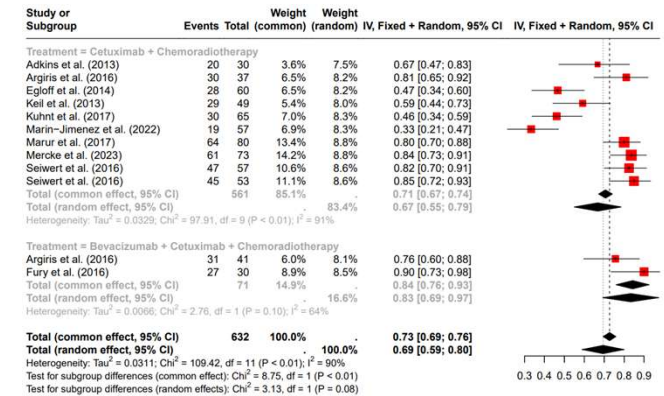 Study or Subgroup Events Total Weight (common) Weight (random) IV, Fixed + Random, 95% CI IV, Fixed + Random, 95% CI
Treatment = Cetuximab + Chemoradiotherapy
Adkins et al. (2013) 20 30 3.6% 7.5% 0.67 [0.47; 0.83]
Argiris et al. (2016) 30 37 6.5% 8.2% 0.81 [0.65; 0.92]
Egloff et al. (2014) 28 60 6.5% 8.2% 0.47 [0.34; 0.60]
Keil et al. (2013) 29 49 5.5% 8.0% 0.59 [0.44; 0.73]
Kuhnt et al. (2017) 30 65 7.0% 8.3% 0.46 [0.34; 0.59]
Marin−Jimenez et al. (2022) 19 57 6.9% 8.3% 0.33 [0.21; 0.47]
Marur et al. (2017) 64 80 13.4% 8.8% 0.80 [0.70; 0.88]
Mercke et al. (2023) 61 73 14.2% 8.8% 0.84 [0.73; 0.91]
Seiwert et al. (2016) 47 57 10.6% 8.6% 0.82 [0.70; 0.91]
Seiwert et al. (2016) 45 53 11.1% 8.6% 0.85 [0.72; 0.93]
Total (common effect, 95% CI) 561 85.1% . 0.71 [0.67; 0.74]
Total (random effect, 95% CI) . 83.4% 0.67 [0.55; 0.79]
Heterogeneity: Tau² = 0.0329; Chi² = 97.91, df = 9 (P < 0.01); I² = 91%
Treatment = Bevacizumab + Cetuximab + Chemoradiotherapy
Argiris et al. (2016) 31 41 6.0% 8.1% 0.76 [0.60; 0.88]
Fury et al. (2016) 27 30 8.9% 8.5% 0.90 [0.73; 0.98]
Total (common effect, 95% CI) 71 14.9% . 0.84 [0.76; 0.93]
Total (random effect, 95% CI) . 16.6% 0.83 [0.69; 0.97]
Heterogeneity: Tau² = 0.0066; Chi² = 2.76, df = 1 (P = 0.10); I² = 64%
Total (common effect, 95% CI) 632 100.0% . 0.73 [0.69; 0.76]
Total (random effect, 95% CI) . 100.0% 0.69 [0.59; 0.80]
Heterogeneity: Tau² = 0.0311; Chi² = 109.42, df = 11 (P < 0.01); I² = 90%
Test for subgroup differences (common effect): Chi² = 8.75, df = 1 (P < 0.01)
Test for subgroup differences (random effects): Chi² = 3.13, df = 1 (P = 0.08)
0.3 0.4 0.5 0.6 0.7 0.8 0.9